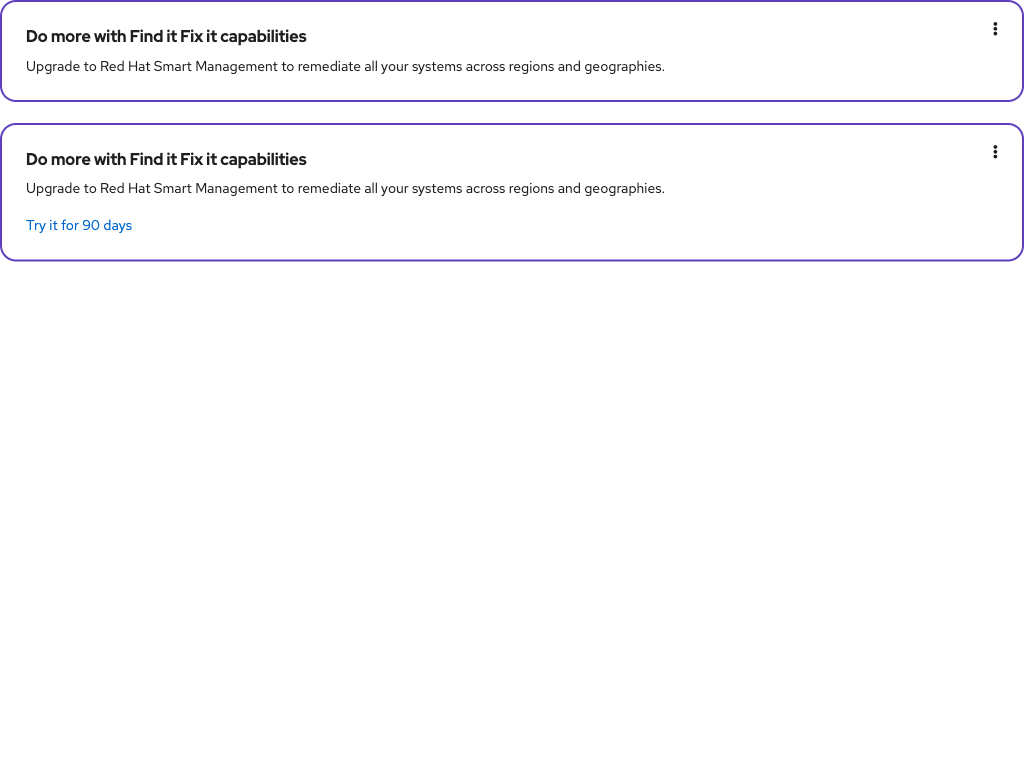 Do more with Find it Fix it capabilities
Upgrade to Red Hat Smart Management to remediate all your systems across regions and geographies.
Do more with Find it Fix it capabilities
Upgrade to Red Hat Smart Management to remediate all your systems across regions and geographies.
Try it for 90 days